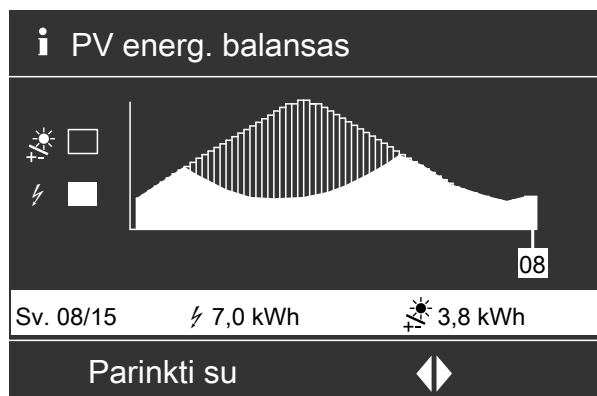 i PV energ. balansas
08
Sv. 08/15 7,0 kWh 3,8 kWh
Parinkti su